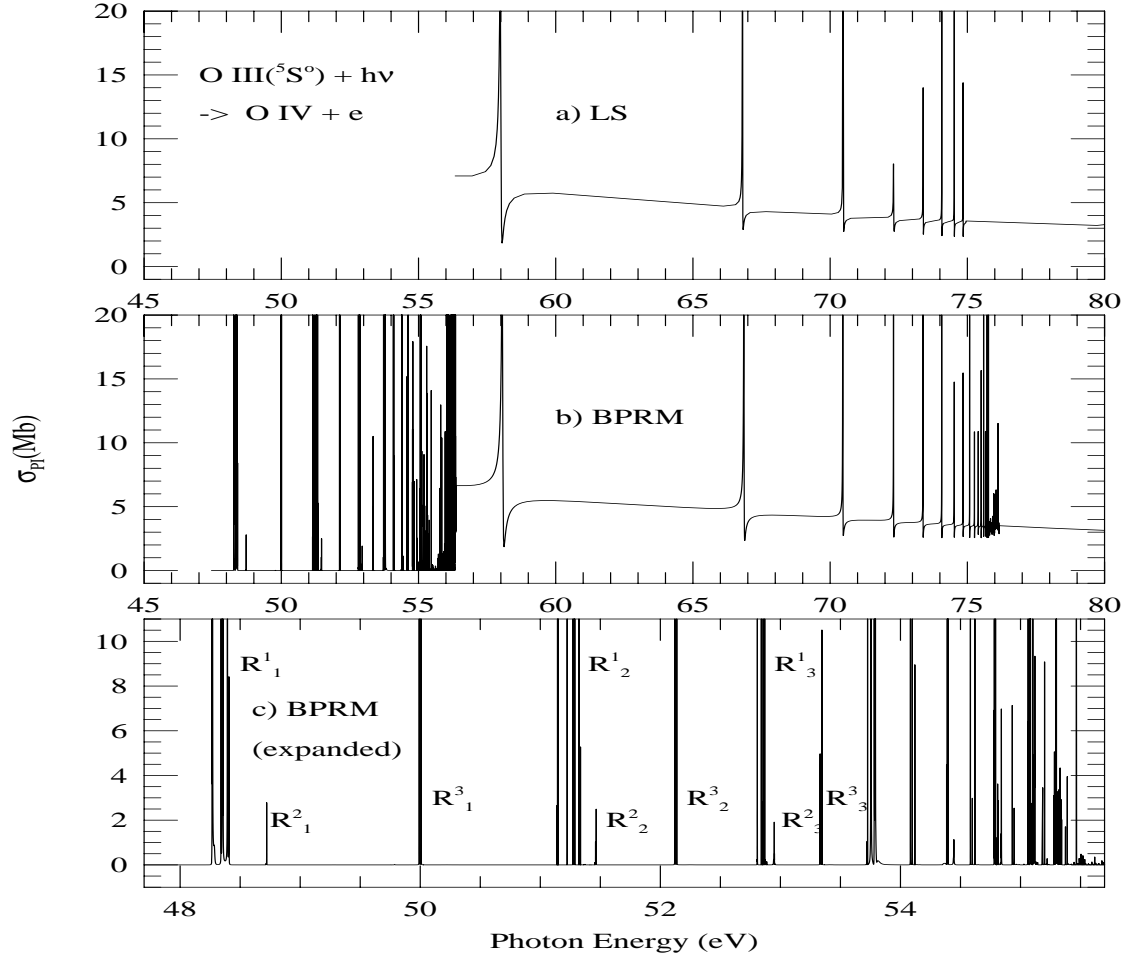 20
15
10
5
0
O III(⁵Sᵒ) + hν
-> O IV + e
a) LS
45 50 55 60 65 70 75 80
20
15
10
5
0
b) BPRM
45 50 55 60 65 70 75 80
σ_PI(Mb)
10
8
6
4
2
0
R¹₁ R¹₂ R¹₃
c) BPRM
(expanded)
R³₁ R³₂ R³₃
R²₁ R²₂ R²₃
48 50 52 54
Photon Energy (eV)